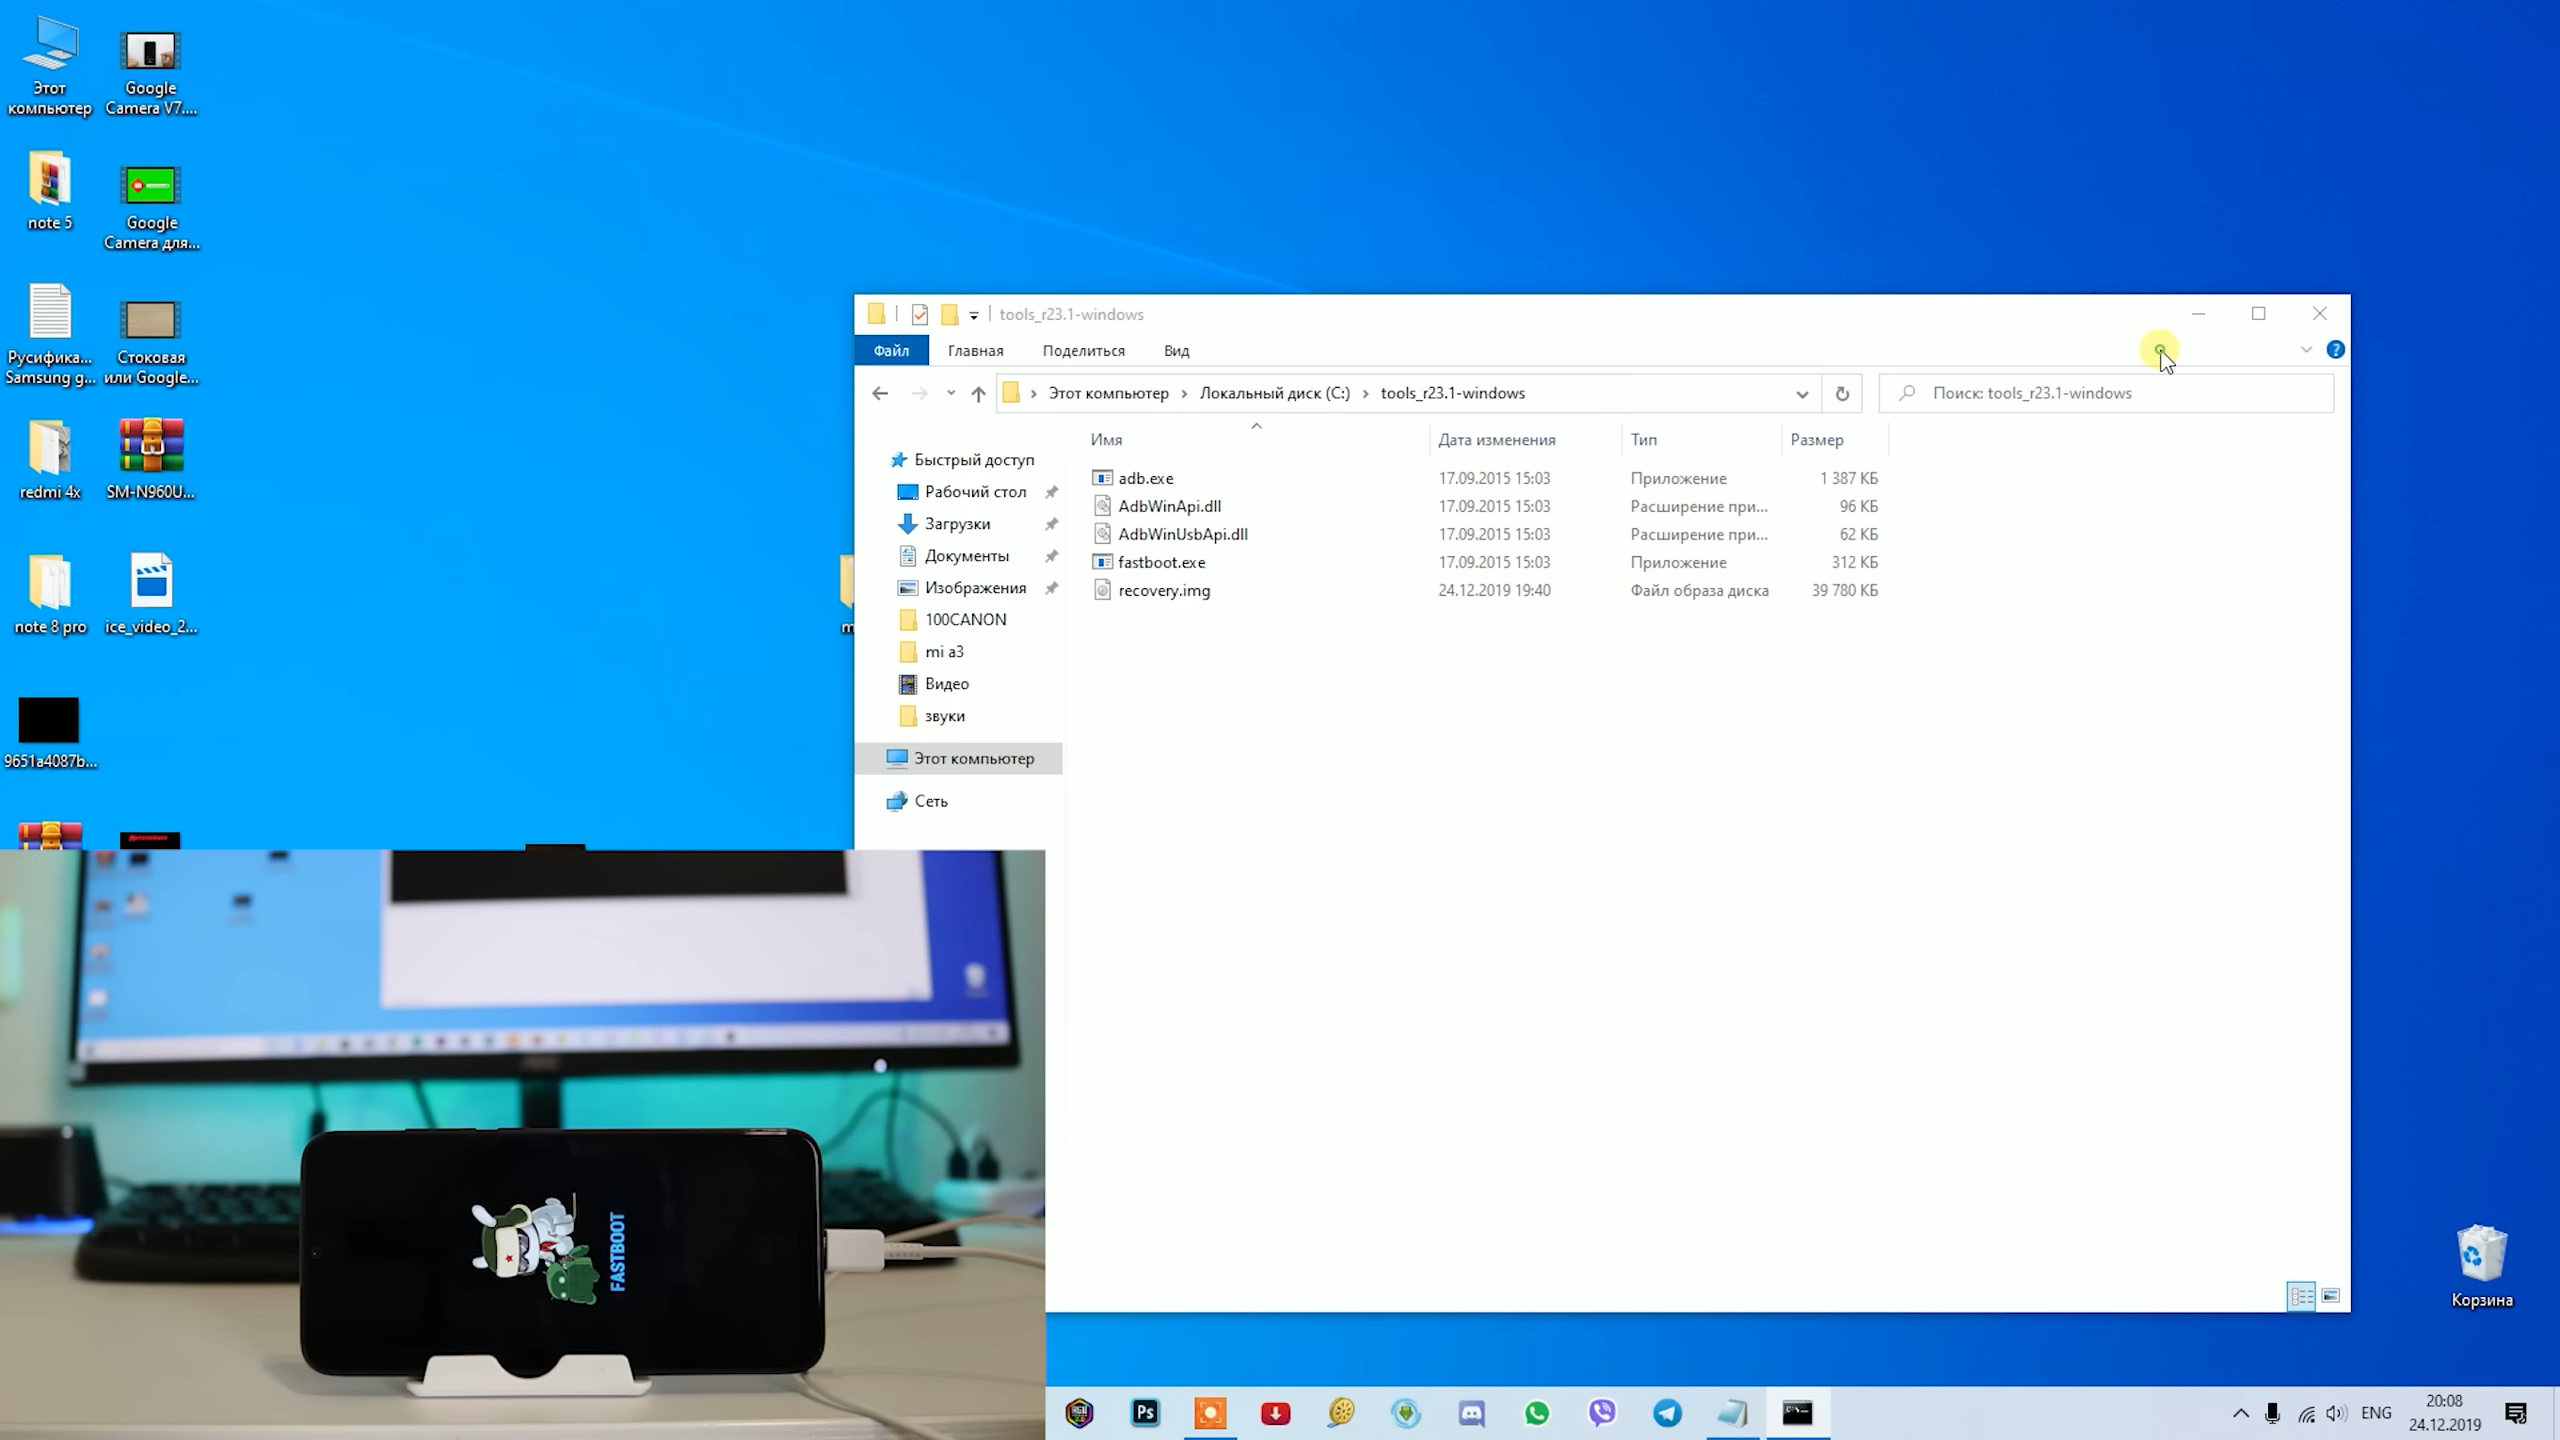 Этот
компьютер
Google
Camera V7....
note 5
Google
Camera для...
Русифика...
Samsung g...
Стоковая
или Google...
redmi 4x
SM-N960U...
note 8 pro
ice_video_2...
9651a4087b...
tools_r23.1-windows
Файл
Главная
Поделиться
Вид
Этот компьютер
Локальный диск (C:)
tools_r23.1-windows
Поиск: tools_r23.1-windows
Имя
Дата изменения
Тип
Размер
adb.exe 17.09.2015 15:03 Приложение 1 387 КБ
AdbWinApi.dll 17.09.2015 15:03 Расширение при... 96 КБ
AdbWinUsbApi.dll 17.09.2015 15:03 Расширение при... 62 КБ
fastboot.exe 17.09.2015 15:03 Приложение 312 КБ
recovery.img 24.12.2019 19:40 Файл образа диска 39 780 КБ
Быстрый доступ
Рабочий стол
Загрузки
Документы
Изображения
100CANON
mi a3
Видео
звуки
Этот компьютер
Сеть
FASTBOOT
Корзина
Ps
ENG
20:08
24.12.2019